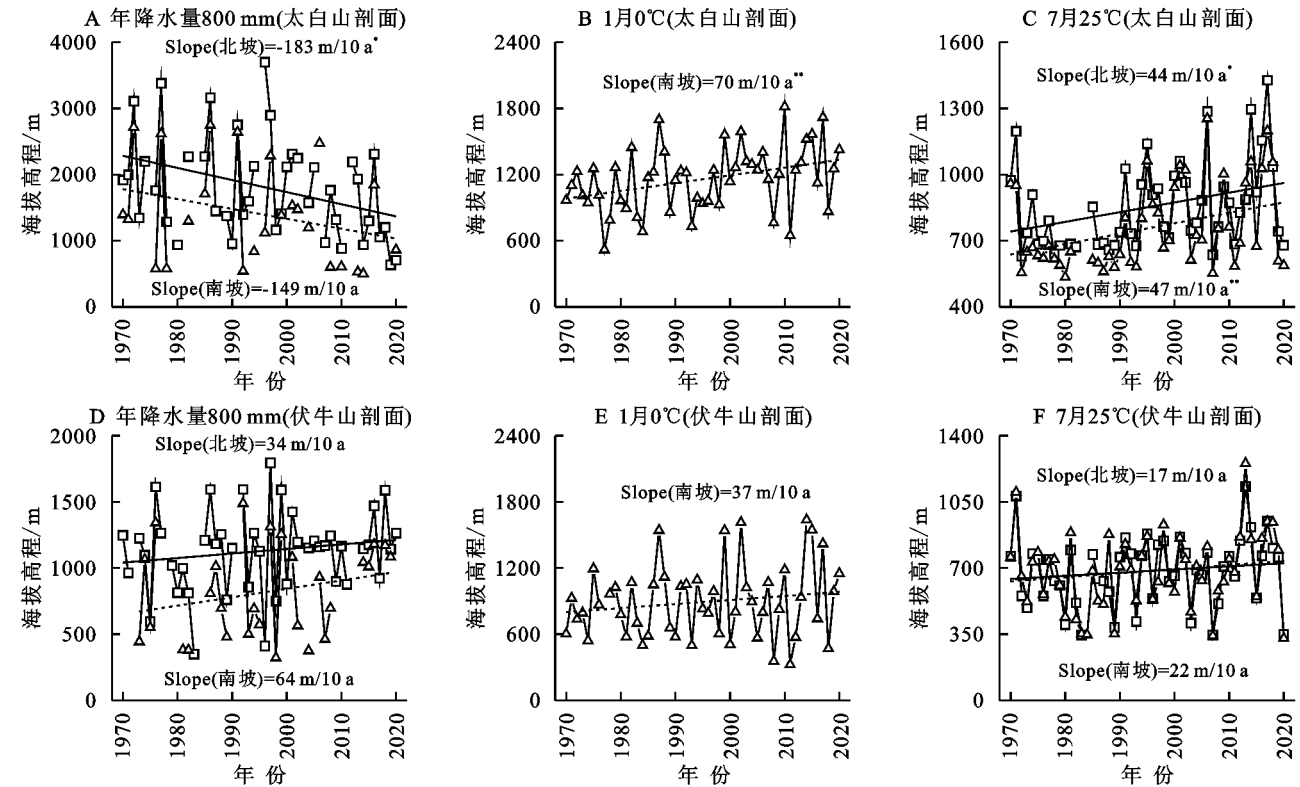 A 年降水量800 mm(太白山剖面)
4000
3000
2000
1000
0
海拔高程/m
Slope(北坡)=-183 m/10 a*
Slope(南坡)=-149 m/10 a
1970
1980
1990
2000
2010
2020
年 份
B 1月0℃(太白山剖面)
2400
1800
1200
600
0
海拔高程/m
Slope(南坡)=70 m/10 a**
1970
1980
1990
2000
2010
2020
年 份
C 7月25℃(太白山剖面)
1600
1300
1000
700
400
海拔高程/m
Slope(北坡)=44 m/10 a*
Slope(南坡)=47 m/10 a**
1970
1980
1990
2000
2010
2020
年 份
D 年降水量800 mm(伏牛山剖面)
2000
1500
1000
500
0
海拔高程/m
Slope(北坡)=34 m/10 a
Slope(南坡)=64 m/10 a
1970
1980
1990
2000
2010
2020
年 份
E 1月0℃(伏牛山剖面)
2400
1800
1200
600
0
海拔高程/m
Slope(南坡)=37 m/10 a
1970
1980
1990
2000
2010
2020
年 份
F 7月25℃(伏牛山剖面)
1400
1050
700
350
0
海拔高程/m
Slope(北坡)=17 m/10 a
Slope(南坡)=22 m/10 a
1970
1980
1990
2000
2010
2020
年 份